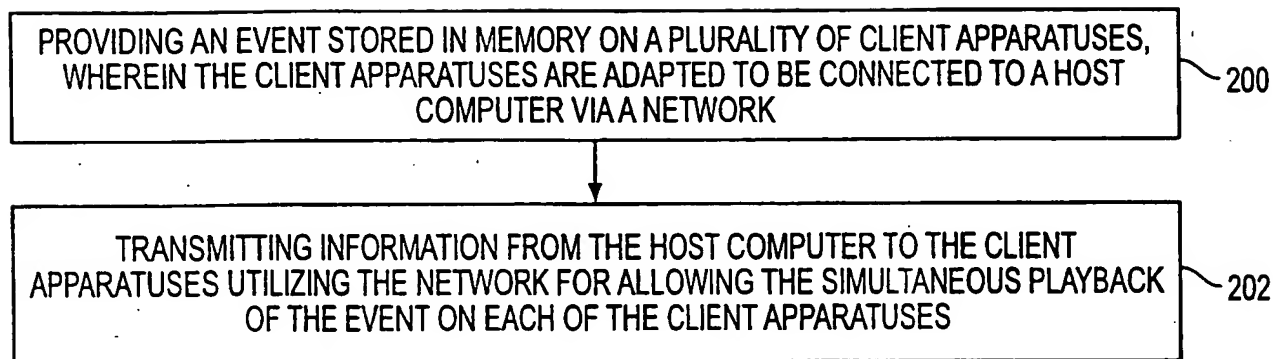 PROVIDING AN EVENT STORED IN MEMORY ON A PLURALITY OF CLIENT APPARATUSES,
WHEREIN THE CLIENT APPARATUSES ARE ADAPTED TO BE CONNECTED TO A HOST
COMPUTER VIA A NETWORK
200
TRANSMITTING INFORMATION FROM THE HOST COMPUTER TO THE CLIENT
APPARATUSES UTILIZING THE NETWORK FOR ALLOWING THE SIMULTANEOUS PLAYBACK
OF THE EVENT ON EACH OF THE CLIENT APPARATUSES
202